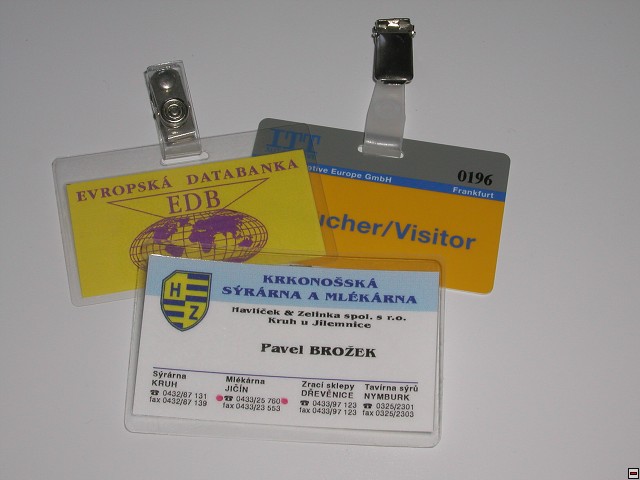 EVROPSKÁ DATABANKA
EDB
ITT
Europe GmbH
0196
Frankfurt
/Visitor
H
Z
KRKONOŠSKÁ
SÝRÁRNA A MLÉKÁRNA
Havlíček & Zelinka spol. s r.o.
Kruh u Jilemnice
Pavel BROŽEK
Sýrárna
KRUH
☎ 0432/87 131
fax 0432/87 139
Mlékárna
JIČÍN
☎ 0433/25 760
fax 0433/23 553
Zrací sklepy
DŘEVĚNICE
☎ 0433/97 123
fax 0433/97 123
Tavírna sýrů
NYMBURK
☎ 0325/2301
fax 0325/2303